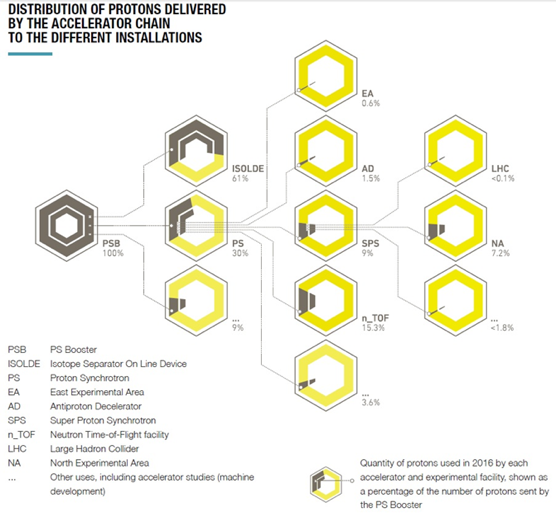 DISTRIBUTION OF PROTONS DELIVERED
BY THE ACCELERATOR CHAIN
TO THE DIFFERENT INSTALLATIONS
EA
0.6%
ISOLDE
61%
AD
1.5%
LHC
<0.1%
PSB
100%
PS
30%
SPS
9%
NA
7.2%
...
9%
n_TOF
15.3%
...
<1.8%
...
3.6%
PSB PS Booster
ISOLDE Isotope Separator On Line Device
PS Proton Synchrotron
EA East Experimental Area
AD Antiproton Decelerator
SPS Super Proton Synchrotron
n_TOF Neutron Time-of-Flight facility
LHC Large Hadron Collider
NA North Experimental Area
... Other uses, including accelerator studies (machine
development)
Quantity of protons used in 2016 by each
accelerator and experimental facility, shown as
a percentage of the number of protons sent by
the PS Booster